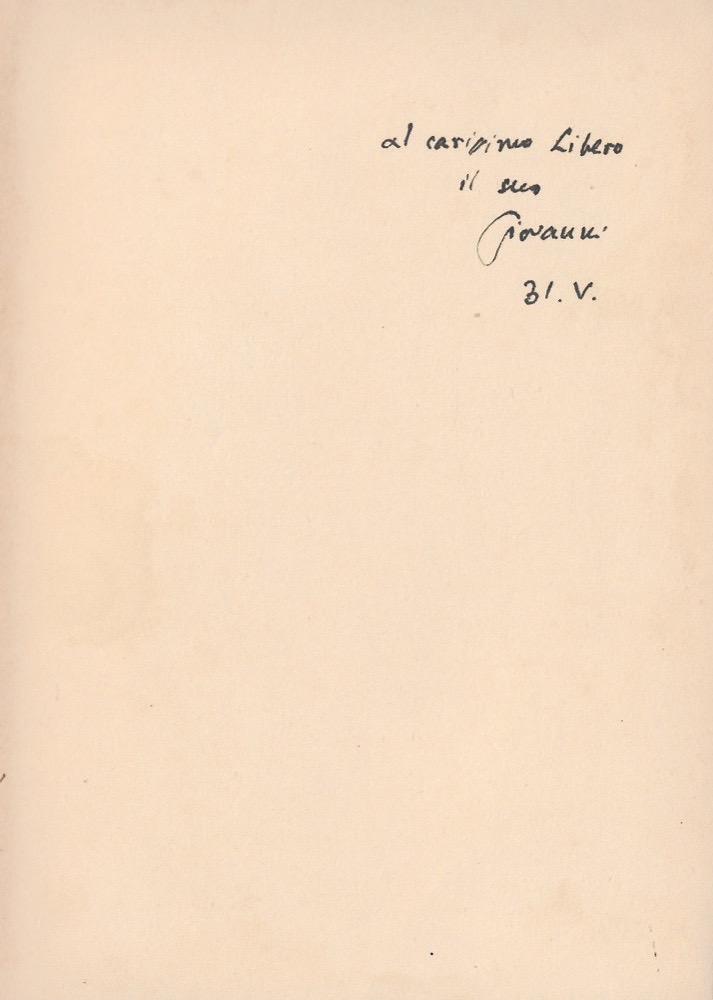 al carissimo Libero
il suo
Giovanni
31. V.